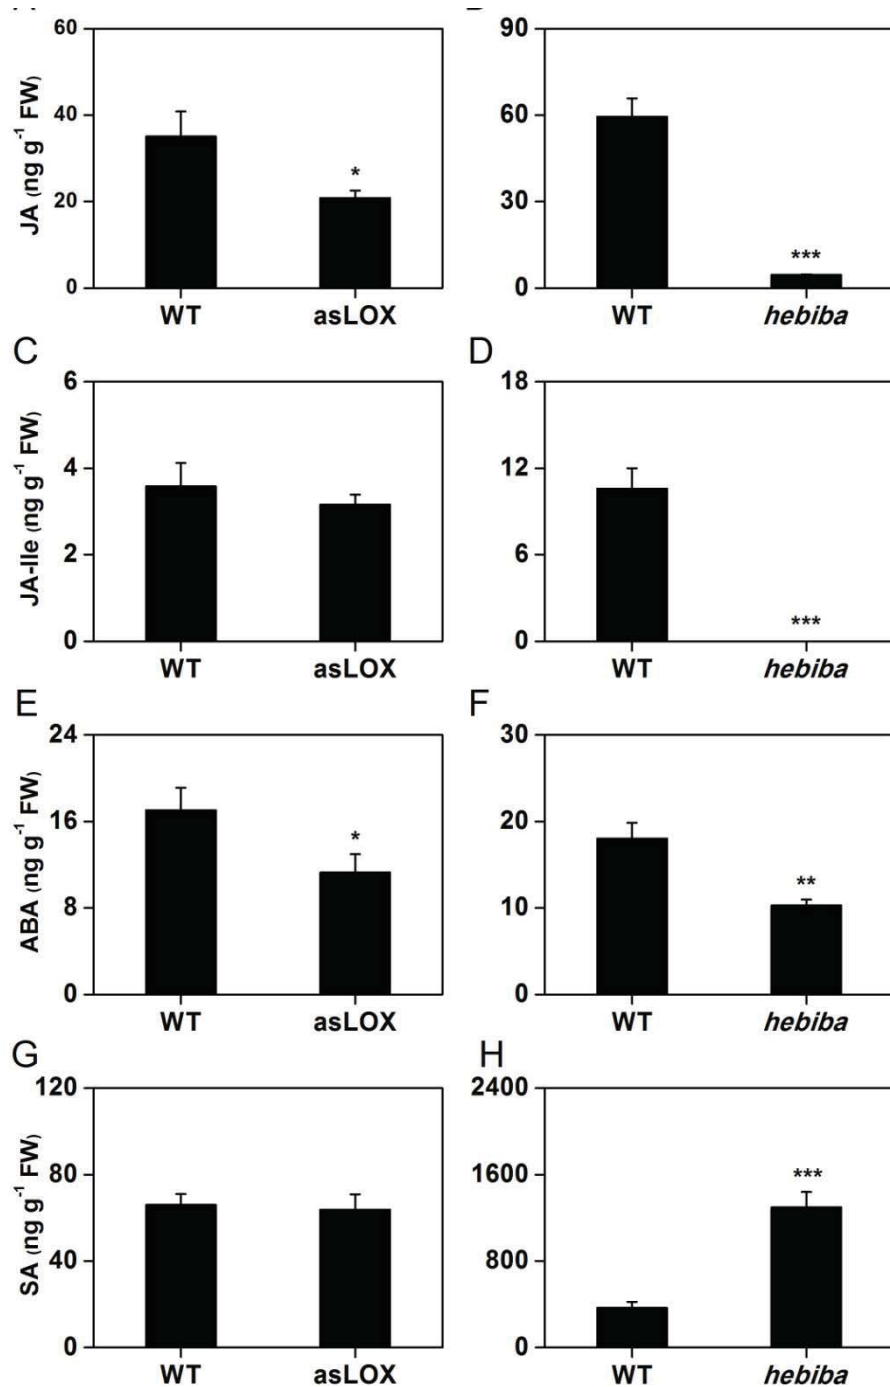 60
40
20
0
JA (ng g⁻¹ FW)
*
WT
asLOX
90
60
30
0
***
WT
hebiba
C
6
4
2
0
JA-Ile (ng g⁻¹ FW)
WT
asLOX
D
18
12
6
0
***
WT
hebiba
E
24
16
8
0
ABA (ng g⁻¹ FW)
*
WT
asLOX
F
30
20
10
0
**
WT
hebiba
G
120
80
40
0
SA (ng g⁻¹ FW)
WT
asLOX
H
2400
1600
800
0
***
WT
hebiba